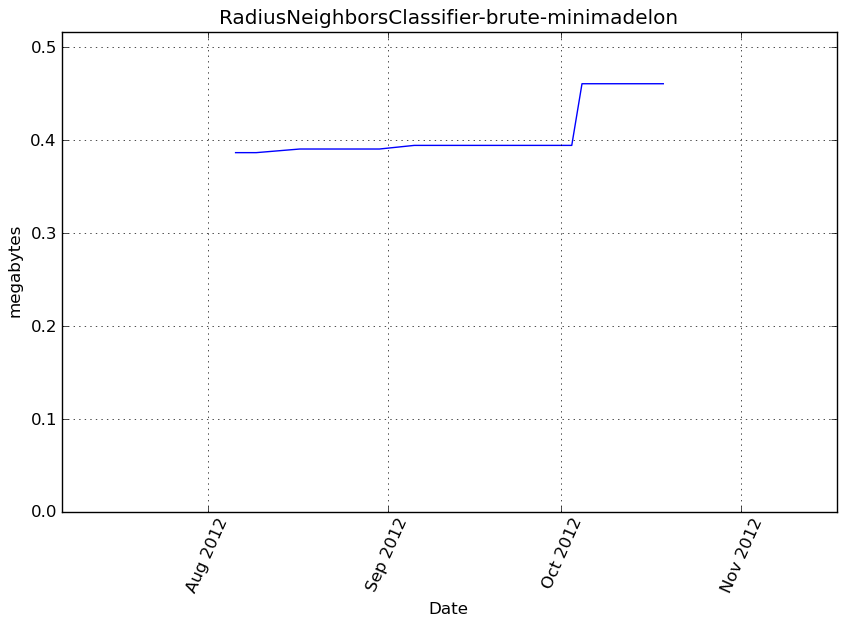 RadiusNeighborsClassifier-brute-minimadelon
0.5
0.4
0.3
0.2
0.1
0.0
megabytes
Aug 2012
Sep 2012
Oct 2012
Nov 2012
Date